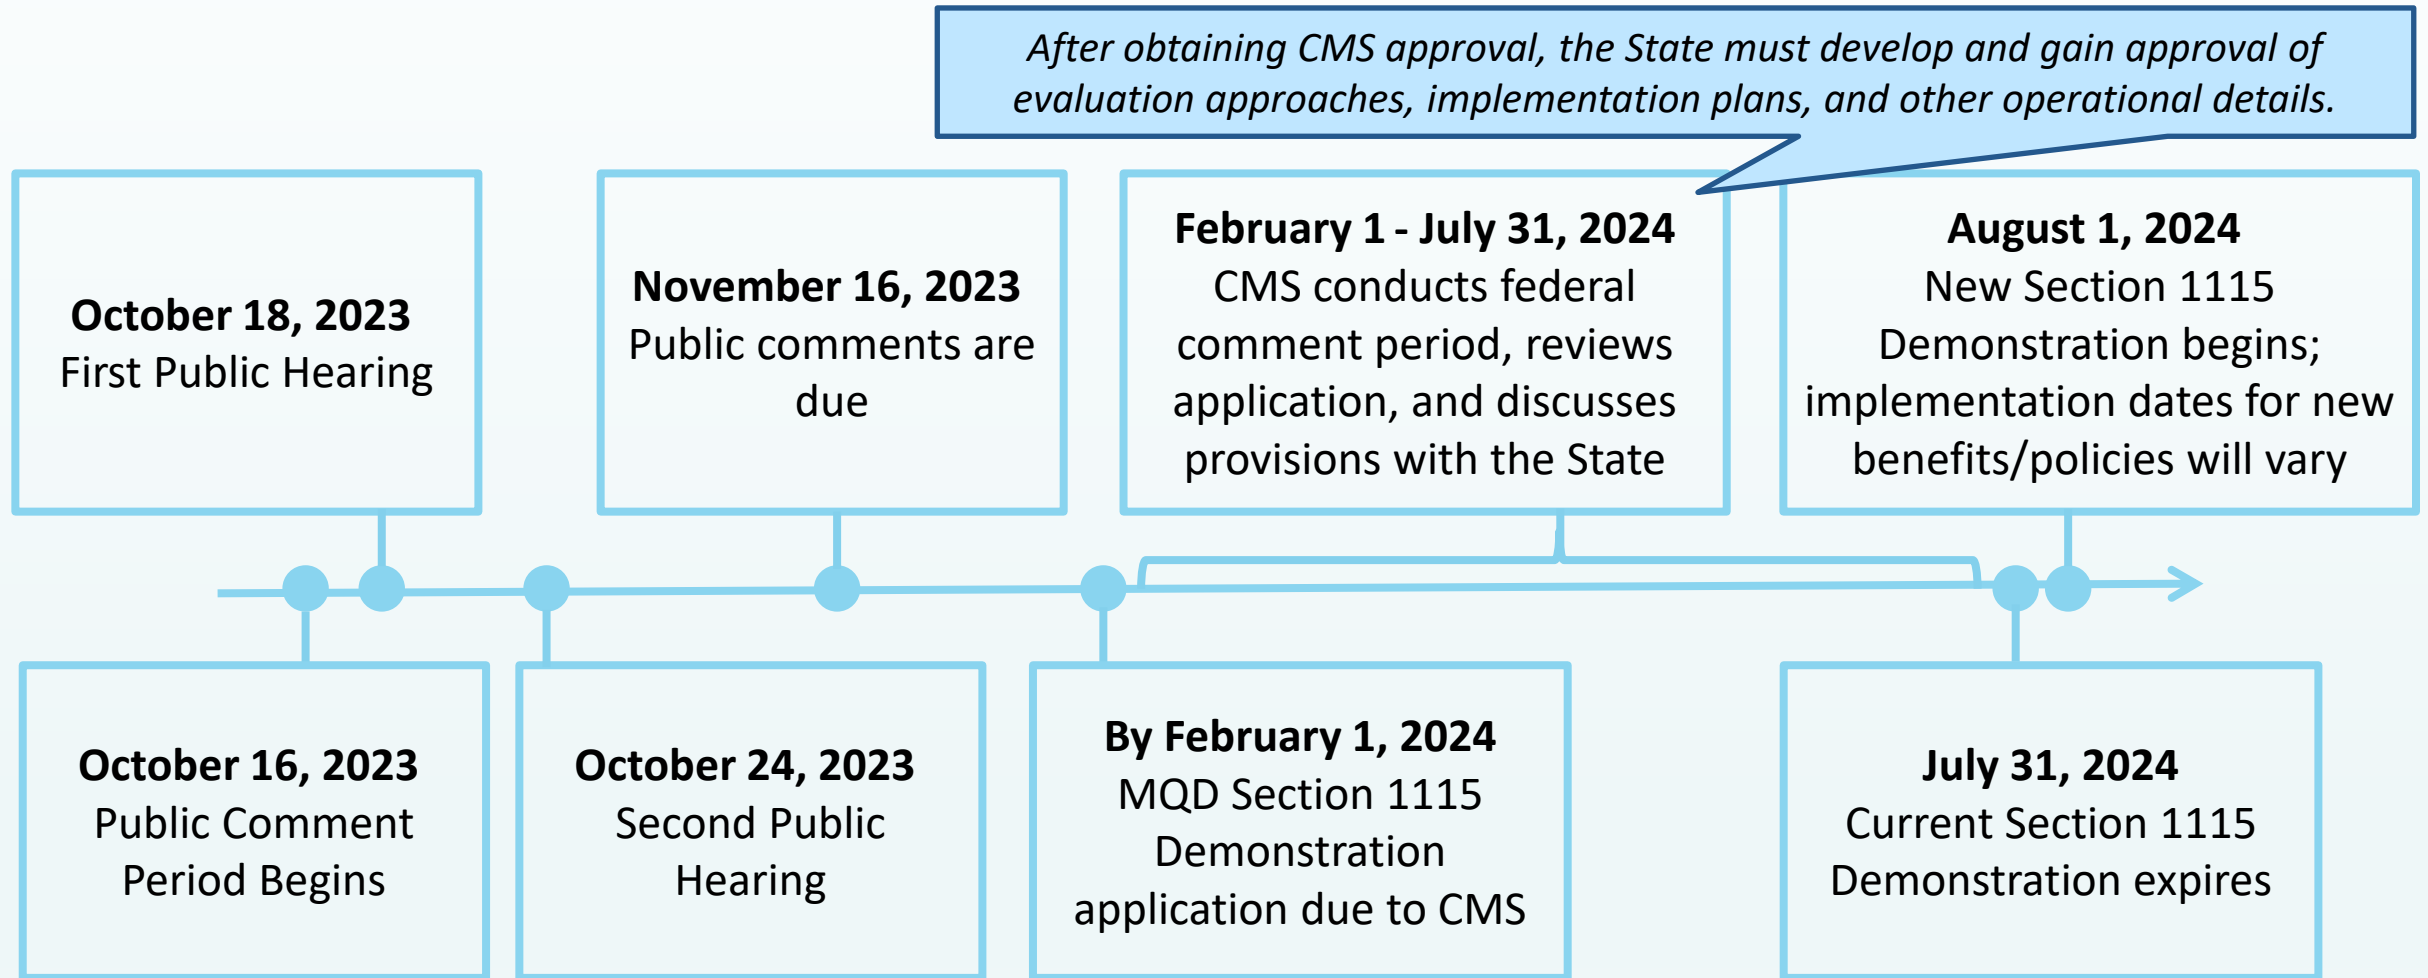 After obtaining CMS approval, the State must develop and gain approval of
evaluation approaches, implementation plans, and other operational details.
October 18, 2023
First Public Hearing
November 16, 2023
Public comments are
due
February 1 - July 31, 2024
CMS conducts federal
comment period, reviews
application, and discusses
provisions with the State
August 1, 2024
New Section 1115
Demonstration begins;
implementation dates for new
benefits/policies will vary
October 16, 2023
Public Comment
Period Begins
October 24, 2023
Second Public
Hearing
By February 1, 2024
MQD Section 1115
Demonstration
application due to CMS
July 31, 2024
Current Section 1115
Demonstration expires